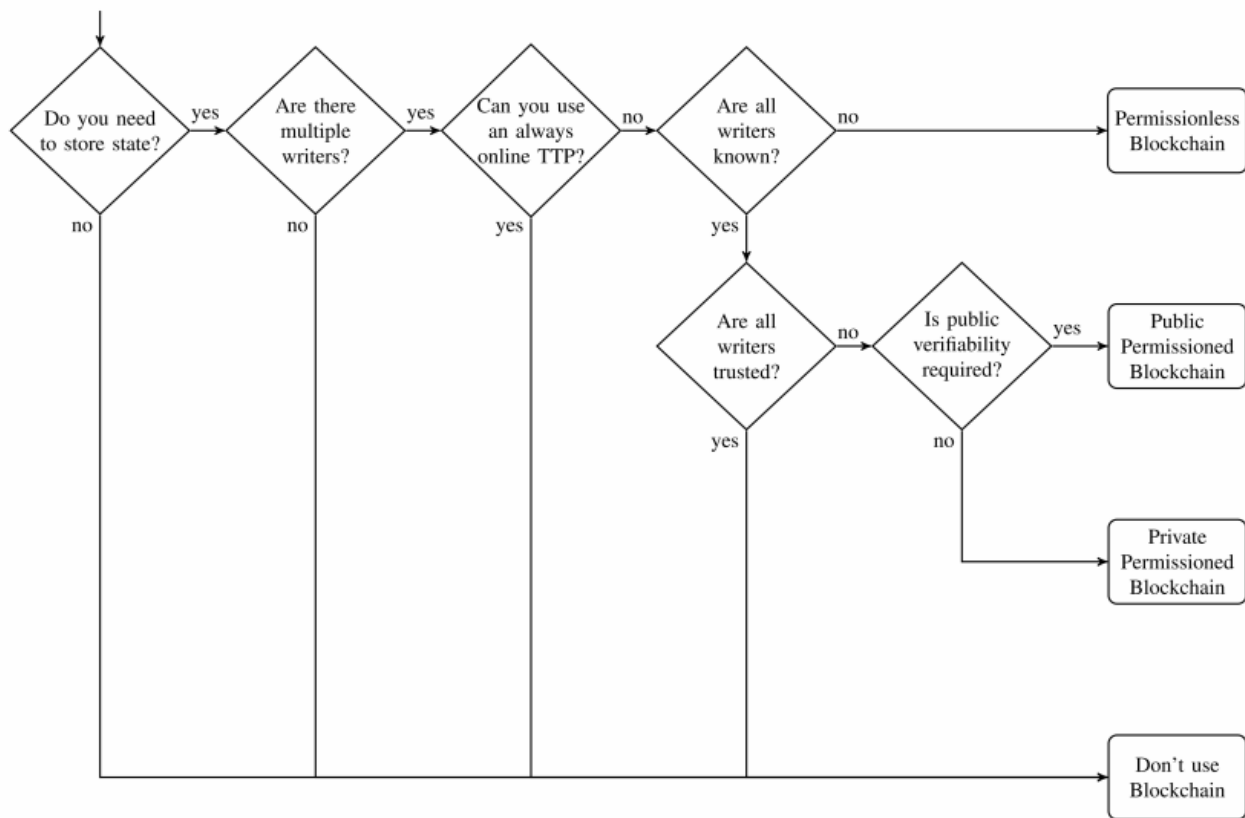 Do you need
to store state?
yes
no
Are there
multiple
writers?
yes
no
Can you use
an always
online TTP?
no
yes
Are all
writers
known?
no
yes
Permissionless
Blockchain
Are all
writers
trusted?
no
yes
Is public
verifiability
required?
yes
no
Public
Permissioned
Blockchain
Private
Permissioned
Blockchain
Don't use
Blockchain